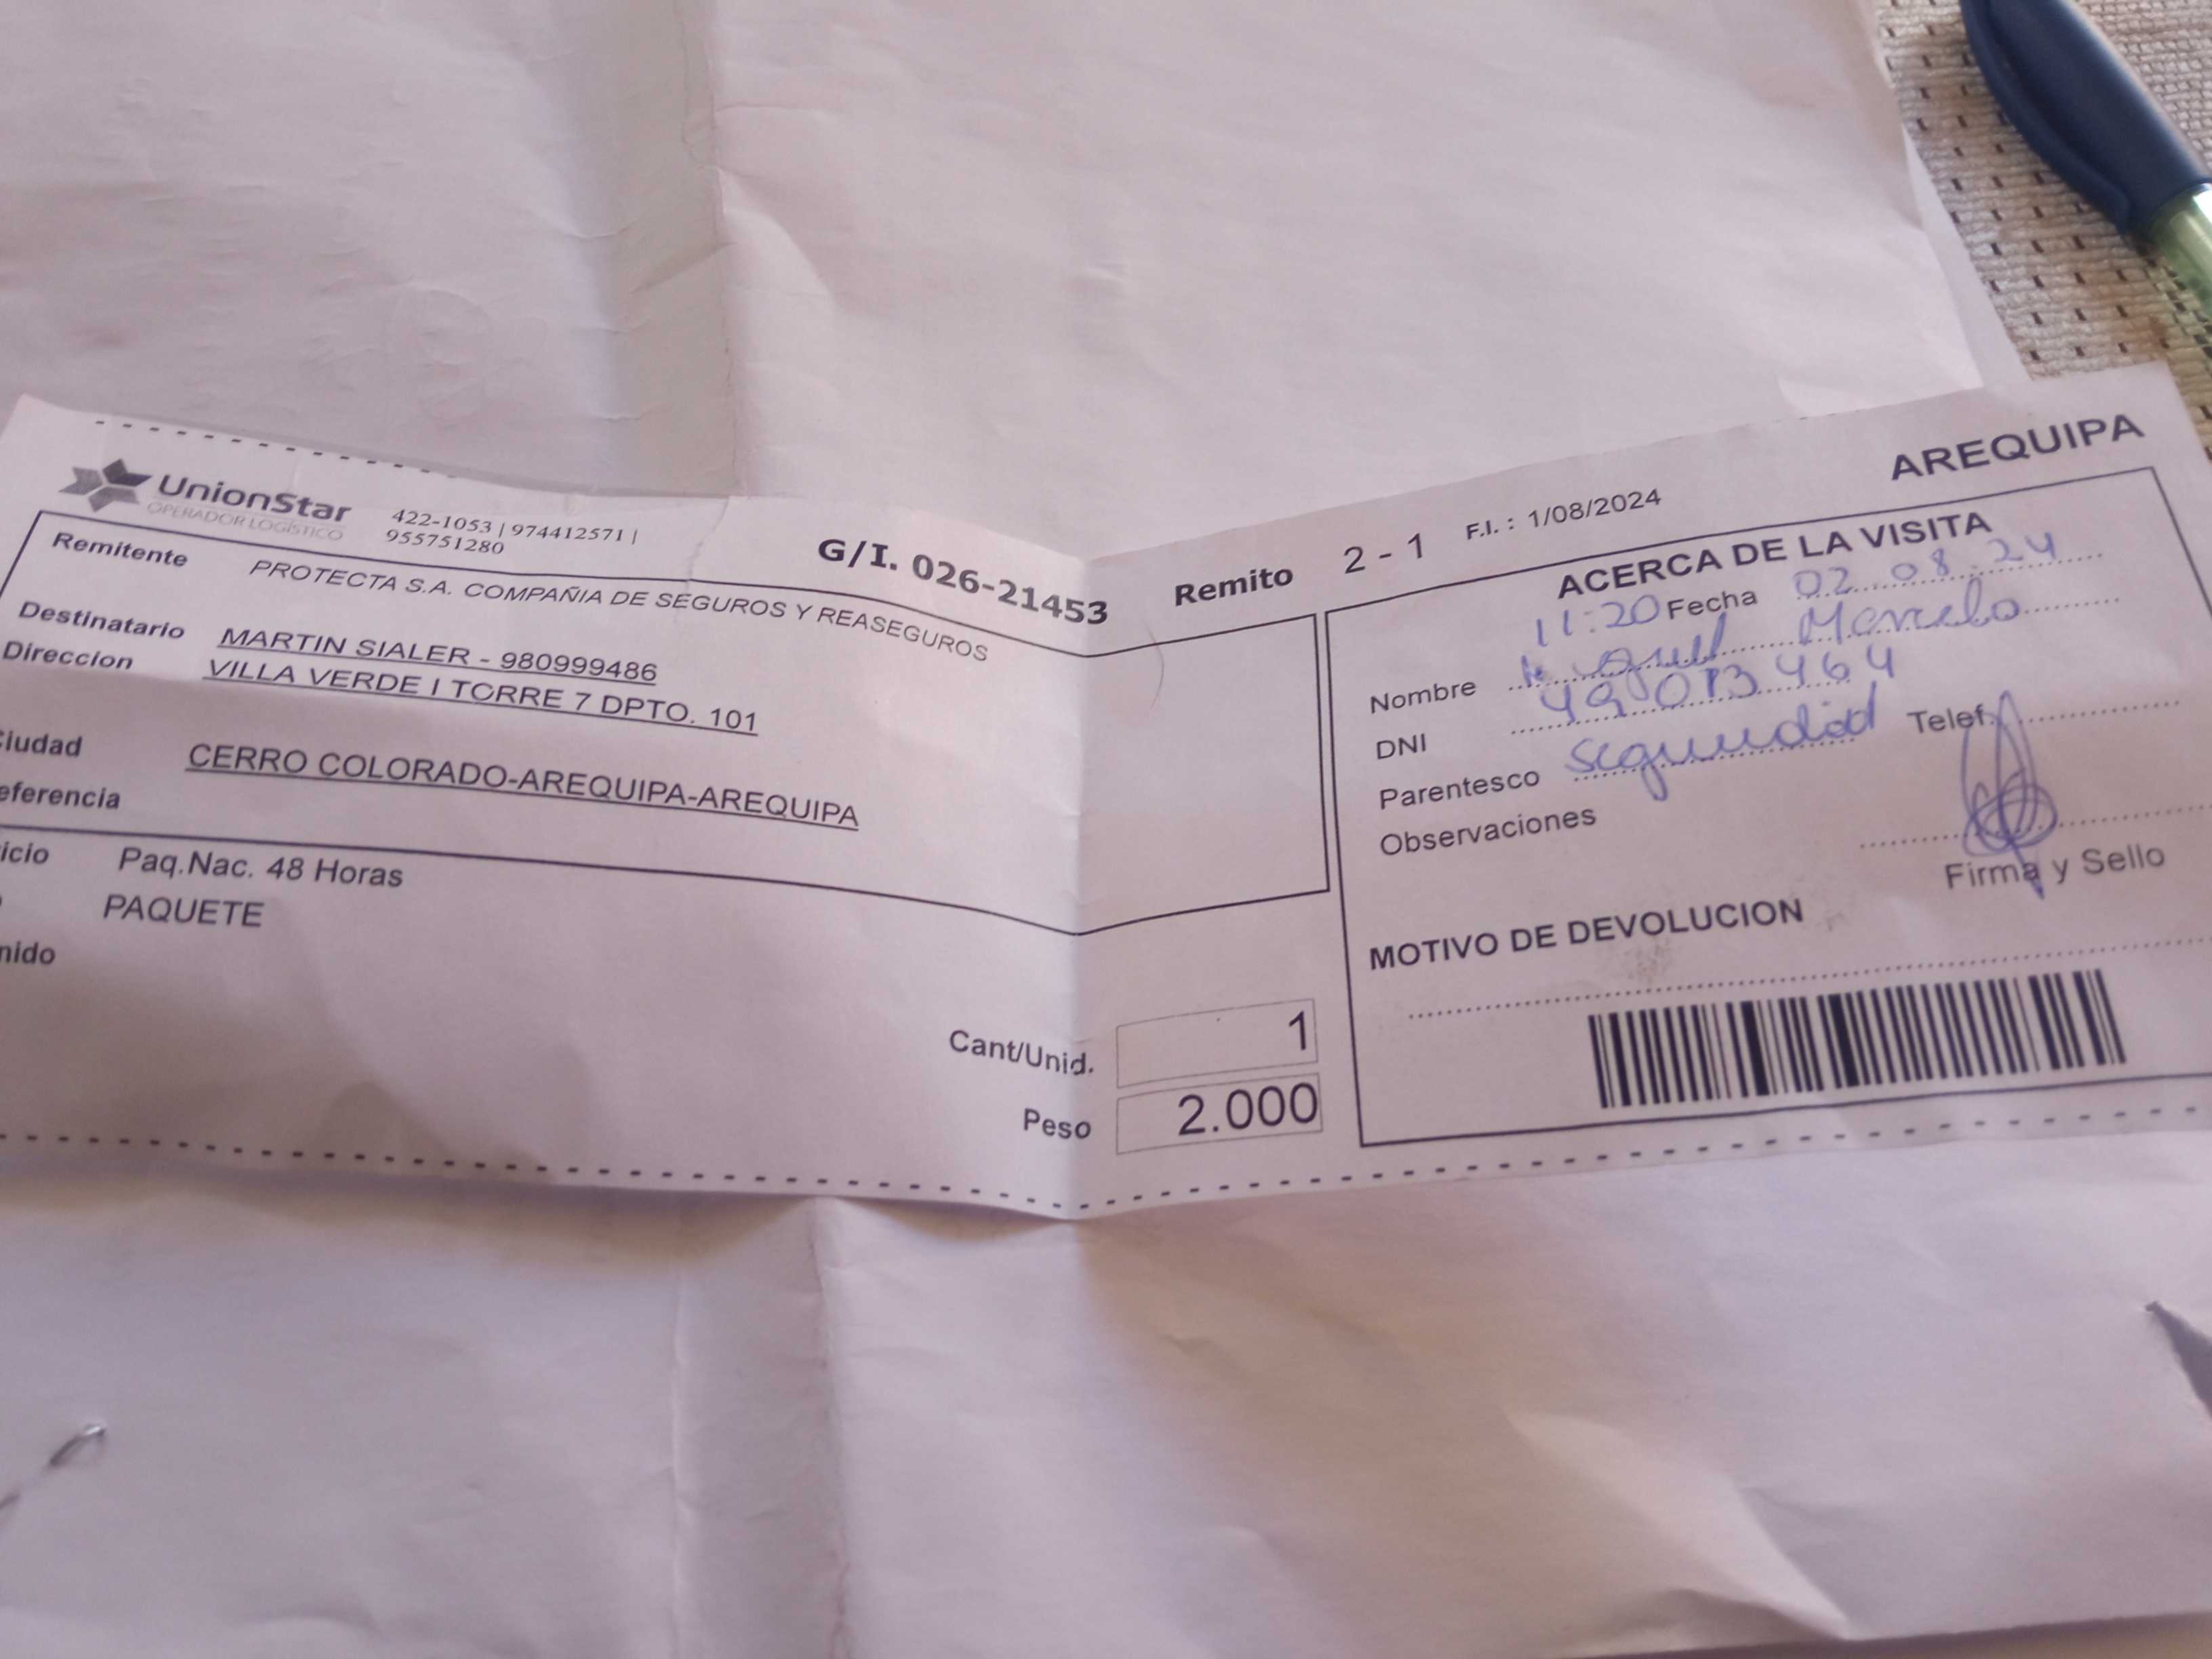 UnionStar
OPERADOR LOGÍSTICO
422-1053 | 974412571 |
955751280
G/I. 026-21453
Remito 2 - 1 F.I. : 1/08/2024
AREQUIPA
Remitente PROTECTA S.A. COMPAÑIA DE SEGUROS Y REASEGUROS
Destinatario MARTIN SIALER - 980999486
Direccion VILLA VERDE I TORRE 7 DPTO. 101
iudad CERRO COLORADO-AREQUIPA-AREQUIPA
eferencia
icio Paq.Nac. 48 Horas
PAQUETE
nido
Cant/Unid. 1
Peso 2.000
ACERCA DE LA VISITA
11:20 Fecha 02.08.24
Nombre Miguel Marcelo
DNI
Parentesco seguridad Telef.
Observaciones
Firma y Sello
MOTIVO DE DEVOLUCION